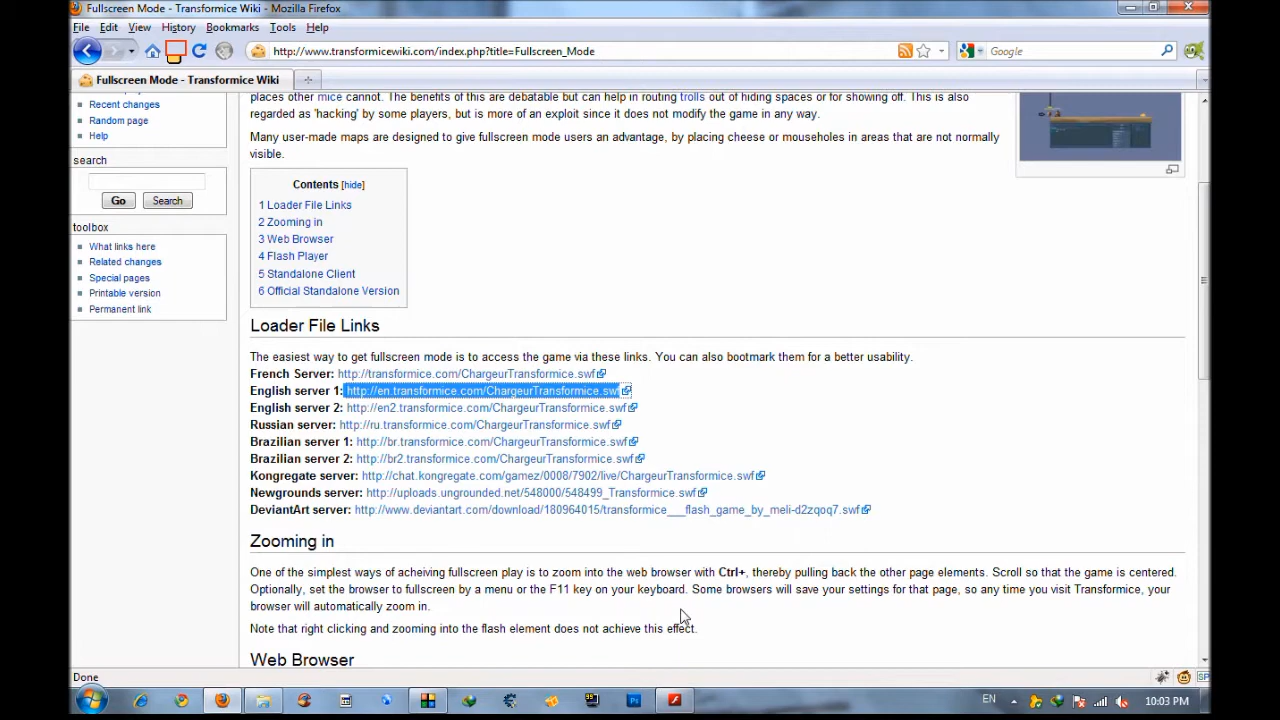 Fullscreen Mode - Transformice Wiki - Mozilla Firefox
File Edit View History Bookmarks Tools Help
http://www.transformicewiki.com/index.php?title=Fullscreen_Mode
Google
Fullscreen Mode - Transformice Wiki
Recent changes
Random page
Help
search
Go Search
toolbox
What links here
Related changes
Special pages
Printable version
Permanent link
places other mice cannot. The benefits of this are debatable but can help in routing trolls out of hiding spaces or for showing off. This is also
regarded as 'hacking' by some players, but is more of an exploit since it does not modify the game in any way.
Many user-made maps are designed to give fullscreen mode users an advantage, by placing cheese or mouseholes in areas that are not normally
visible.
Contents [hide]
1 Loader File Links
2 Zooming in
3 Web Browser
4 Flash Player
5 Standalone Client
6 Official Standalone Version
Loader File Links
The easiest way to get fullscreen mode is to access the game via these links. You can also bootmark them for a better usability.
French Server: http://transformice.com/ChargeurTransformice.swf
English server 1: http://en.transformice.com/ChargeurTransformice.swf
English server 2: http://en2.transformice.com/ChargeurTransformice.swf
Russian server: http://ru.transformice.com/ChargeurTransformice.swf
Brazilian server 1: http://br.transformice.com/ChargeurTransformice.swf
Brazilian server 2: http://br2.transformice.com/ChargeurTransformice.swf
Kongregate server: http://chat.kongregate.com/gamez/0008/7902/live/ChargeurTransformice.swf
Newgrounds server: http://uploads.ungrounded.net/548000/548499_Transformice.swf
DeviantArt server: http://www.deviantart.com/download/180964015/transformice___flash_game_by_meli-d2zqoq7.swf
Zooming in
One of the simplest ways of acheiving fullscreen play is to zoom into the web browser with Ctrl+, thereby pulling back the other page elements. Scroll so that the game is centered.
Optionally, set the browser to fullscreen by a menu or the F11 key on your keyboard. Some browsers will save your settings for that page, so any time you visit Transformice, your
browser will automatically zoom in.
Note that right clicking and zooming into the flash element does not achieve this effect.
Web Browser
Done
SP
EN
10:03 PM